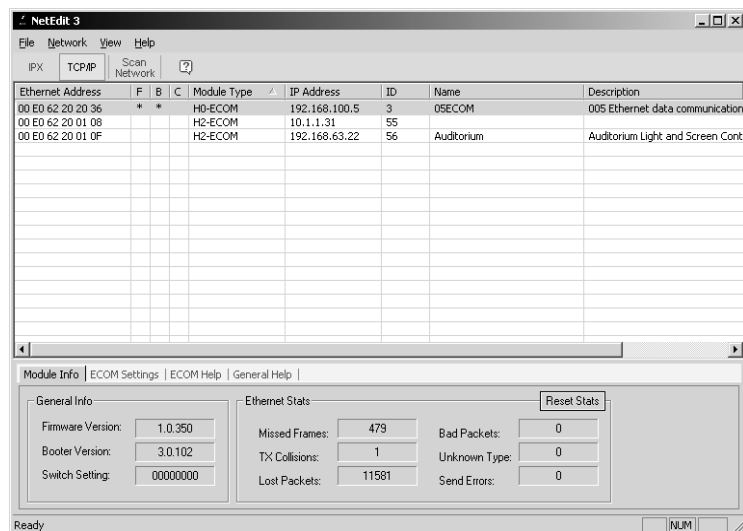 NetEdit 3
File Network View Help
IPX TCP/IP Scan Network
Ethernet Address F B C Module Type IP Address ID Name Description
00 E0 62 20 20 36 * * H0-ECOM 192.168.100.5 3 05ECOM 005 Ethernet data communication
00 E0 62 20 01 08 H2-ECOM 10.1.1.31 55
00 E0 62 20 01 0F H2-ECOM 192.168.63.22 56 Auditorium Auditorium Light and Screen Cont
Module Info | ECOM Settings | ECOM Help | General Help |
General Info Ethernet Stats Reset Stats
Firmware Version: 1.0.350 Missed Frames: 479 Bad Packets: 0
Booter Version: 3.0.102 TX Collisions: 1 Unknown Type: 0
Switch Setting: 00000000 Lost Packets: 11581 Send Errors: 0
Ready NUM